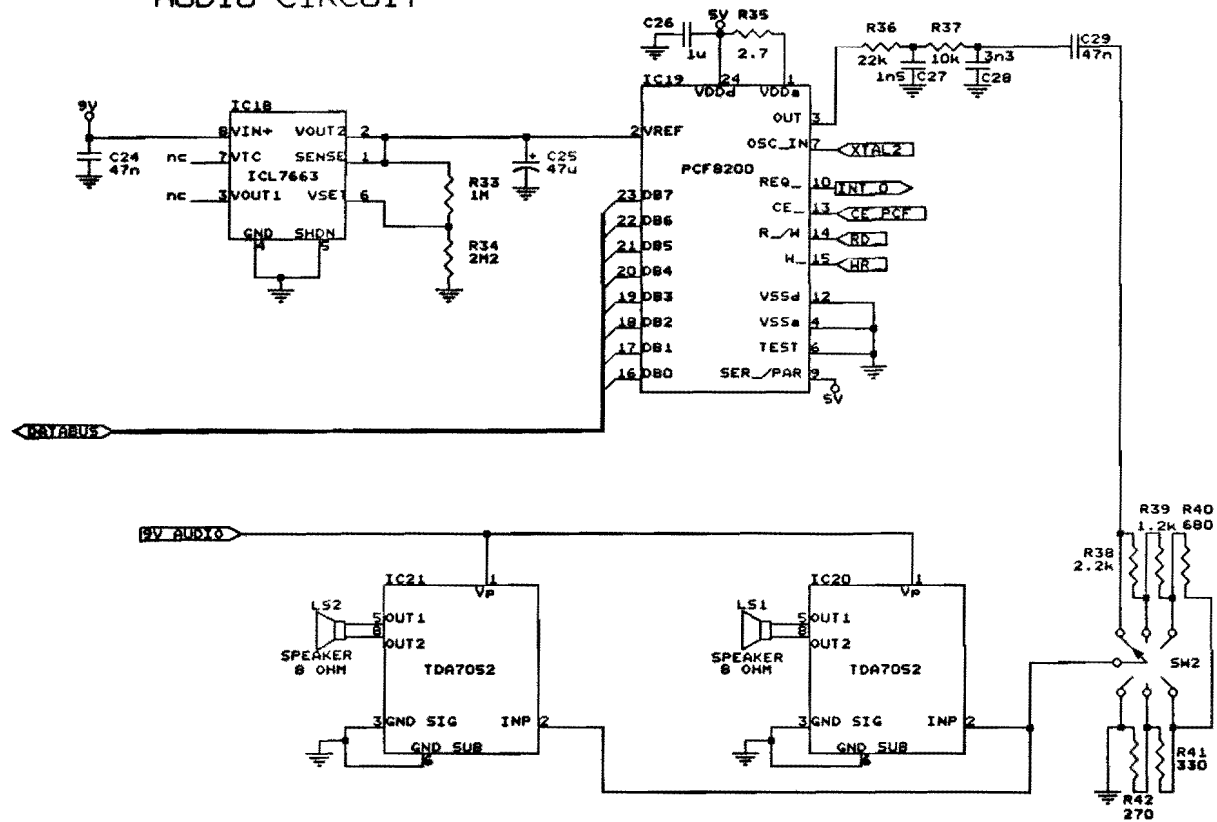 AUDIO CIRCUIT
C26
1u
5V
R35
2.7
R36
22k
R37
10k
1n5
C27
3n3
C28
C29
47n
9V
C24
47n
IC18
8 VIN+
VOUT2 2
7 VTC
SENSE 1
ICL7663
3 VOUT1
VSET 6
GND
4
SHDN
5
nc
nc
C25
47u
R33
1M
R34
2M2
IC19
24
VDDd
1
VDDa
2 VREF
OUT 3
OSC_IN 7
XTAL2
PCF8200
REQ_ 10
INT_0
CE_ 13
CE_PCF
R_/W 14
RD_
W_ 15
WR_
23 DB7
22 DB6
21 DB5
20 DB4
19 DB3
18 DB2
17 DB1
16 DB0
VSSd 12
VSSa 4
TEST 6
SER_/PAR 9
5V
DATABUS
9V AUDIO
IC21
1
Vp
LS2
5 OUT1
8 OUT2
SPEAKER
8 OHM
TDA7052
3 GND SIG
INP 2
GND SUB
6
IC20
1
Vp
LS1
5 OUT1
8 OUT2
SPEAKER
8 OHM
TDA7052
3 GND SIG
INP 2
GND SUB
6
R39
1.2k
R40
680
R38
2.2k
SW2
R41
330
R42
270